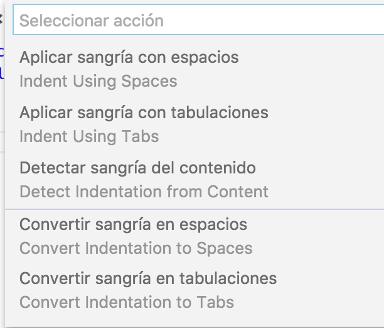 Seleccionar acción
Aplicar sangría con espacios
Indent Using Spaces
Aplicar sangría con tabulaciones
Indent Using Tabs
Detectar sangría del contenido
Detect Indentation from Content
Convertir sangría en espacios
Convert Indentation to Spaces
Convertir sangría en tabulaciones
Convert Indentation to Tabs